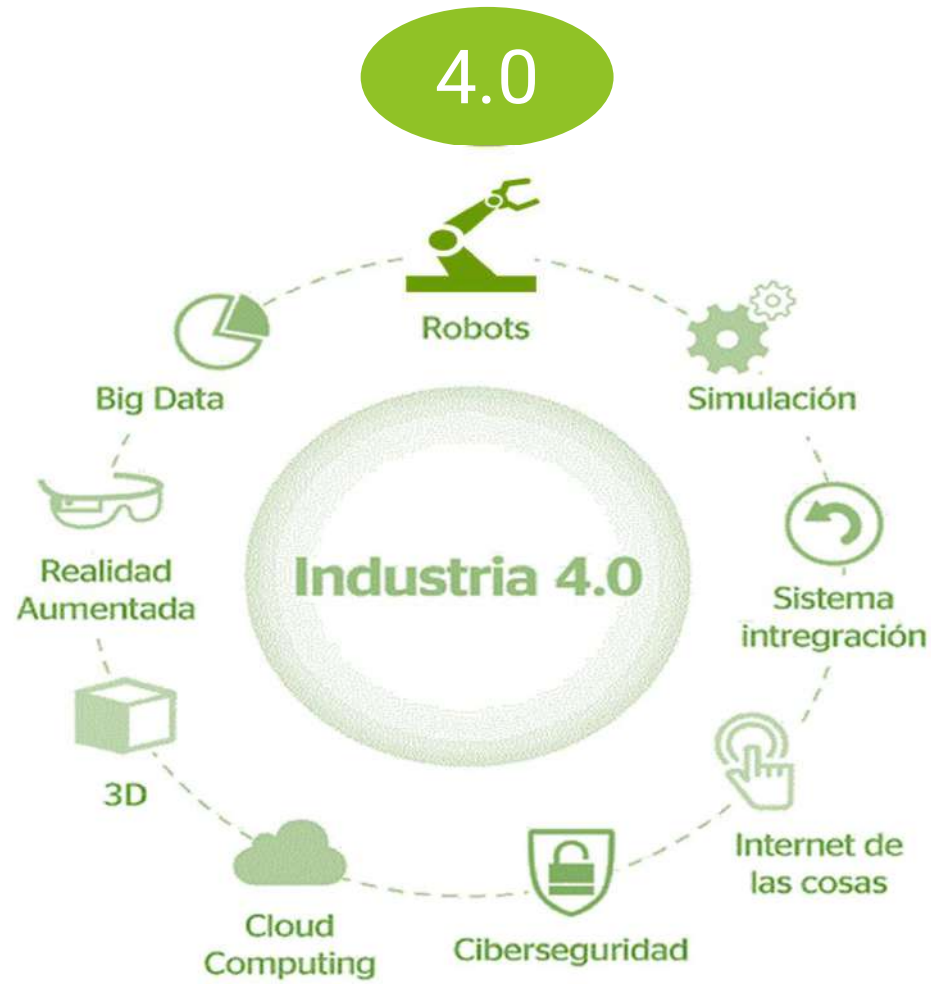 4.0
Robots
Big Data
Simulación
Realidad
Aumentada
Industria 4.0
Sistema
intregración
3D
Internet de
las cosas
Cloud
Computing
Ciberseguridad